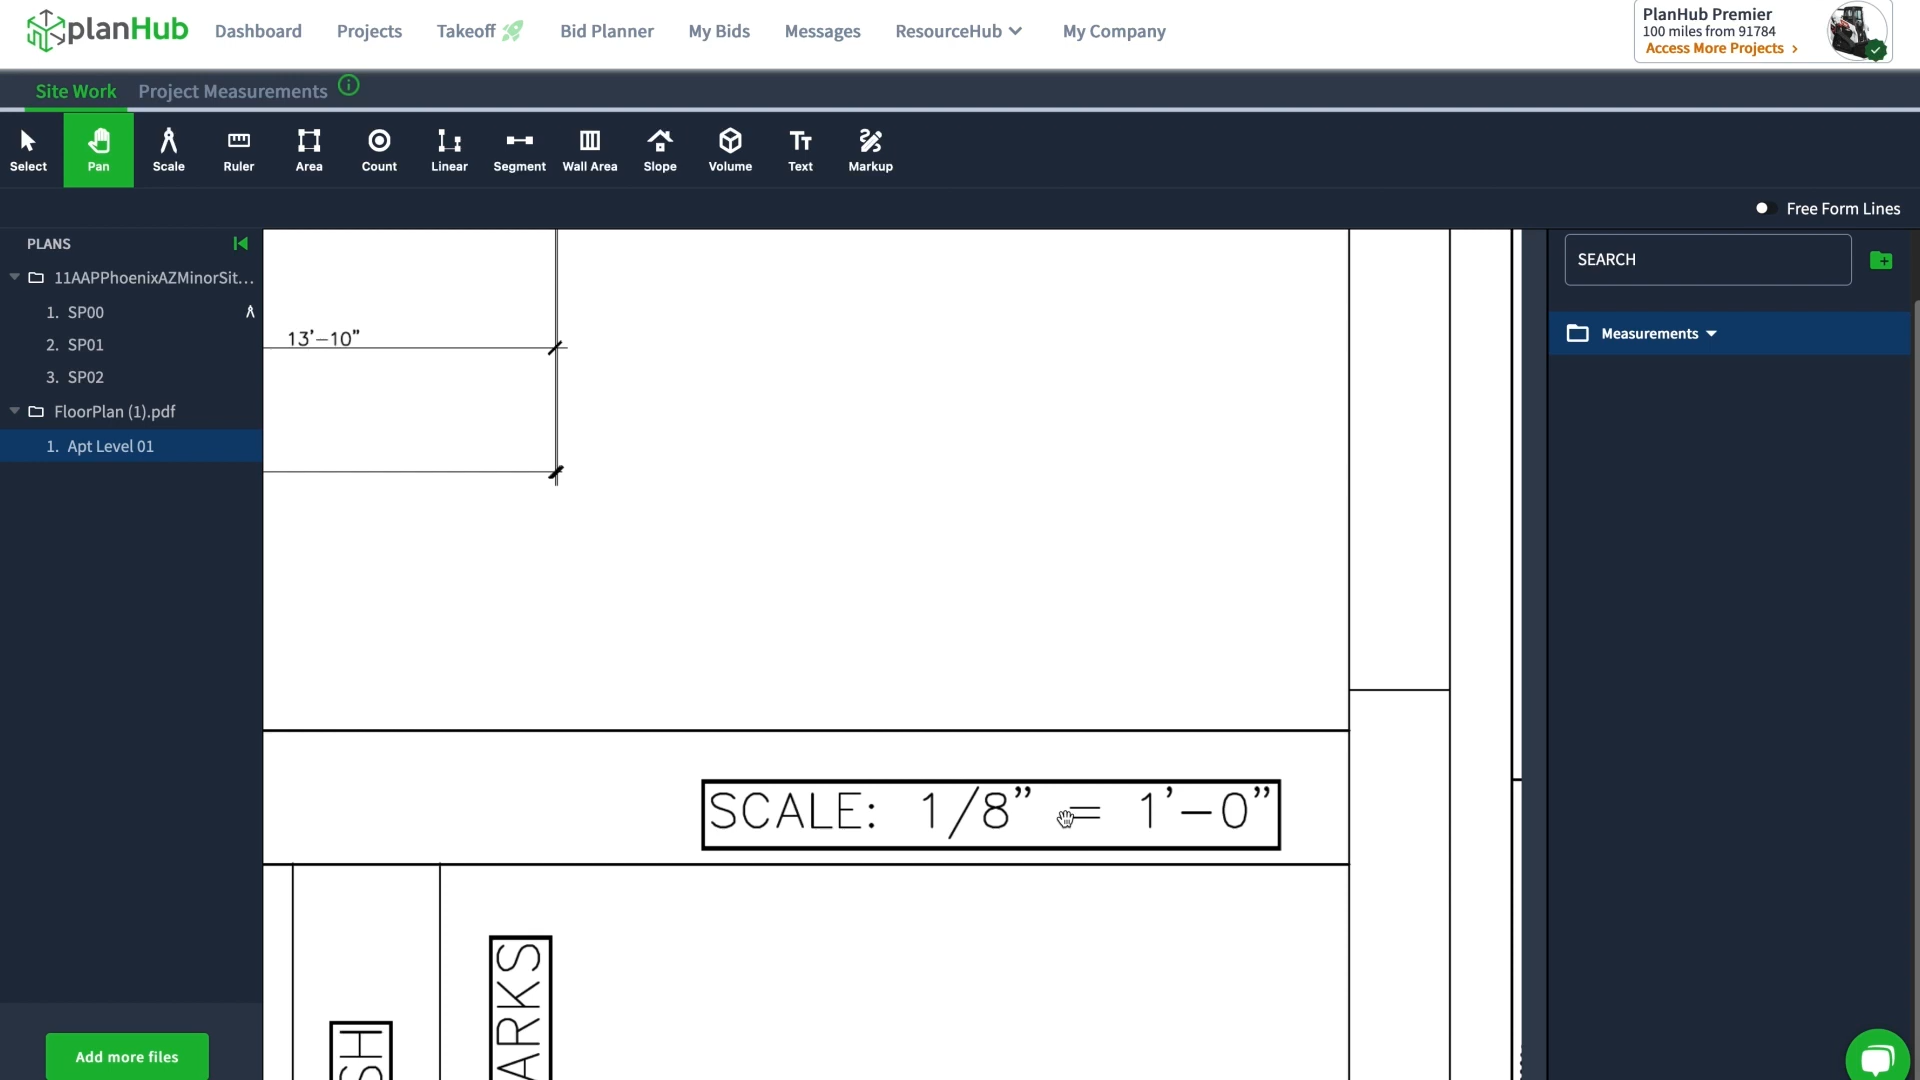 planHub
Dashboard
Projects
Takeoff
Bid Planner
My Bids
Messages
ResourceHub
My Company
PlanHub Premier
100 miles from 91784
Access More Projects
Site Work
Project Measurements
Select
Pan
Scale
Ruler
Area
Count
Linear
Segment
Wall Area
Slope
Volume
Text
Markup
Free Form Lines
PLANS
11AAPPhoenixAZMinorSit...
1. SP00
2. SP01
3. SP02
FloorPlan (1).pdf
1. Apt Level 01
Add more files
13'-10"
SCALE: 1/8" = 1'-0"
SH
ARKS
SEARCH
Measurements